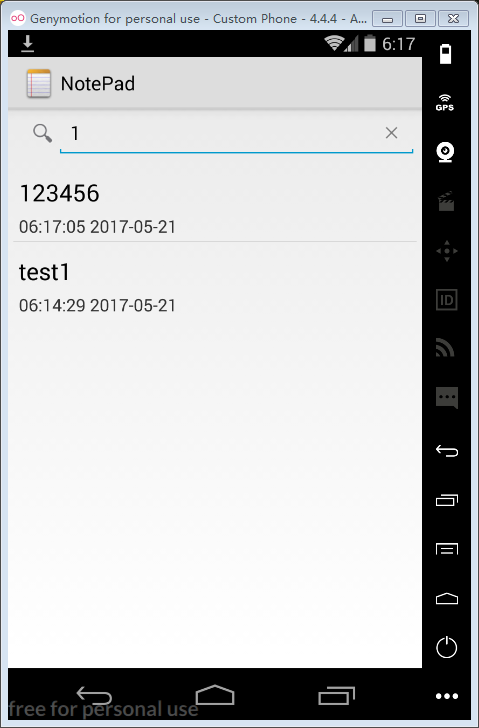 Genymotion for personal use - Custom Phone - 4.4.4 - A...
6:17
GPS
NotePad
1
123456
06:17:05 2017-05-21
ID
test1
06:14:29 2017-05-21
free for personal use